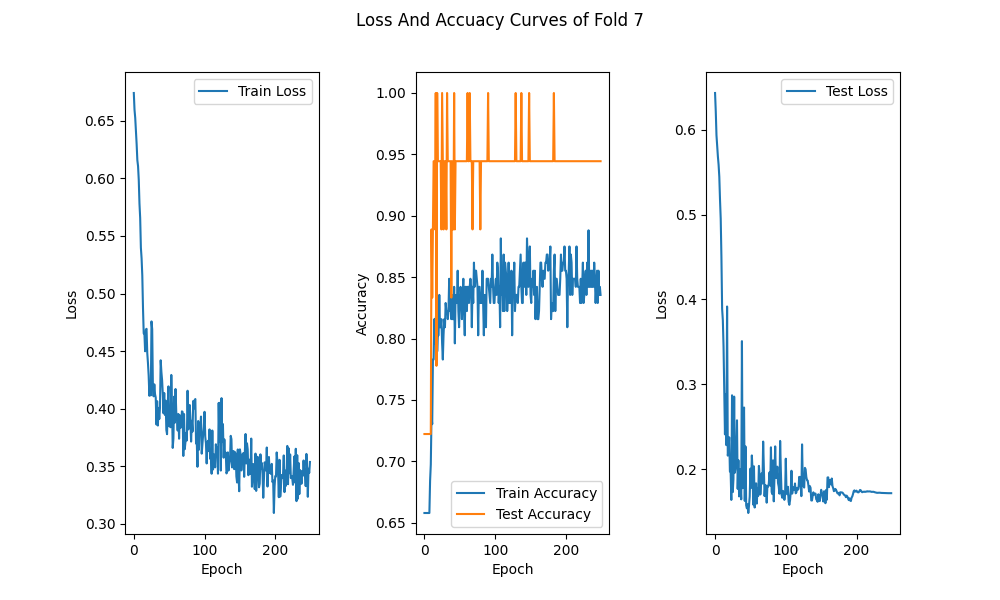 Loss And Accuacy Curves of Fold 7
Train Loss
0.65
0.60
0.55
0.50
0.45
0.40
0.35
0.30
Loss
0
100
200
Epoch
1.00
0.95
0.90
0.85
0.80
0.75
0.70
0.65
Accuracy
Train Accuracy
Test Accuracy
0
100
200
Epoch
Test Loss
0.6
0.5
0.4
0.3
0.2
Loss
0
100
200
Epoch